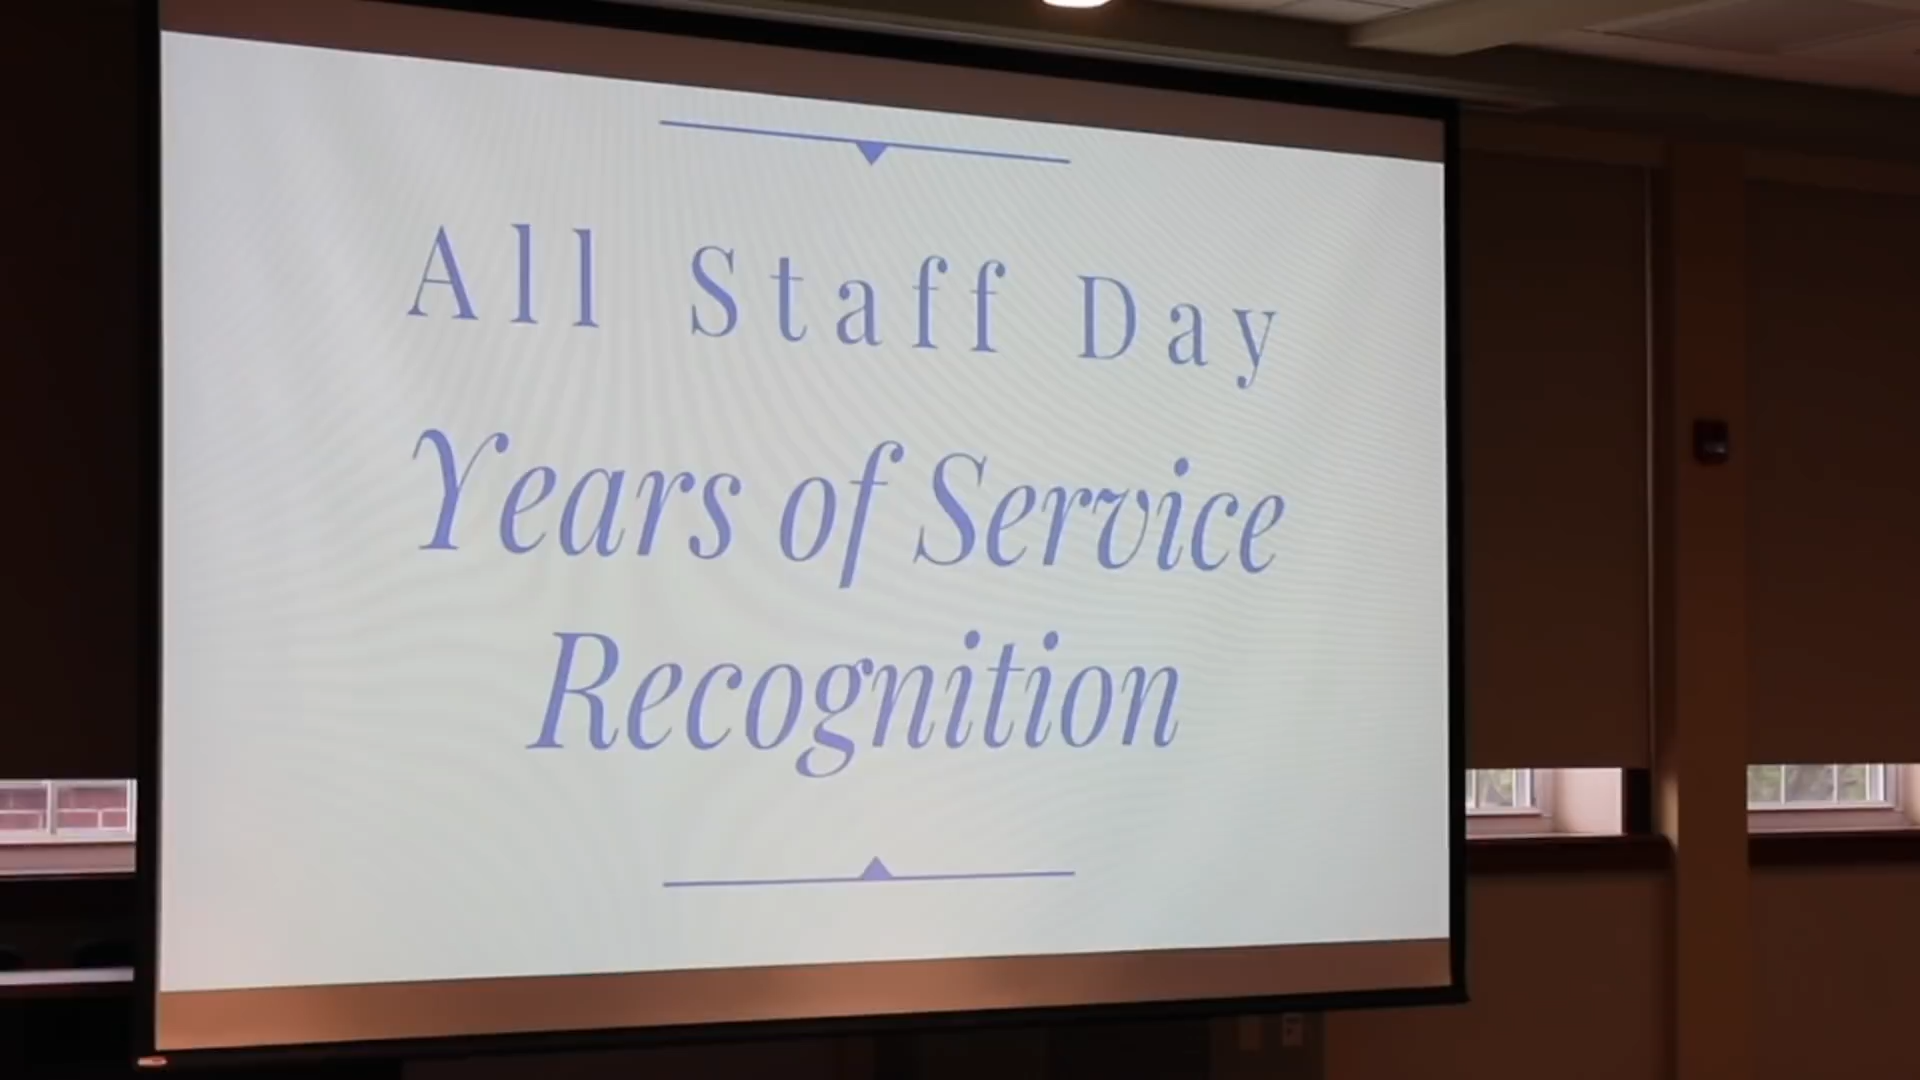 All Staff Day
Years of Service
Recognition